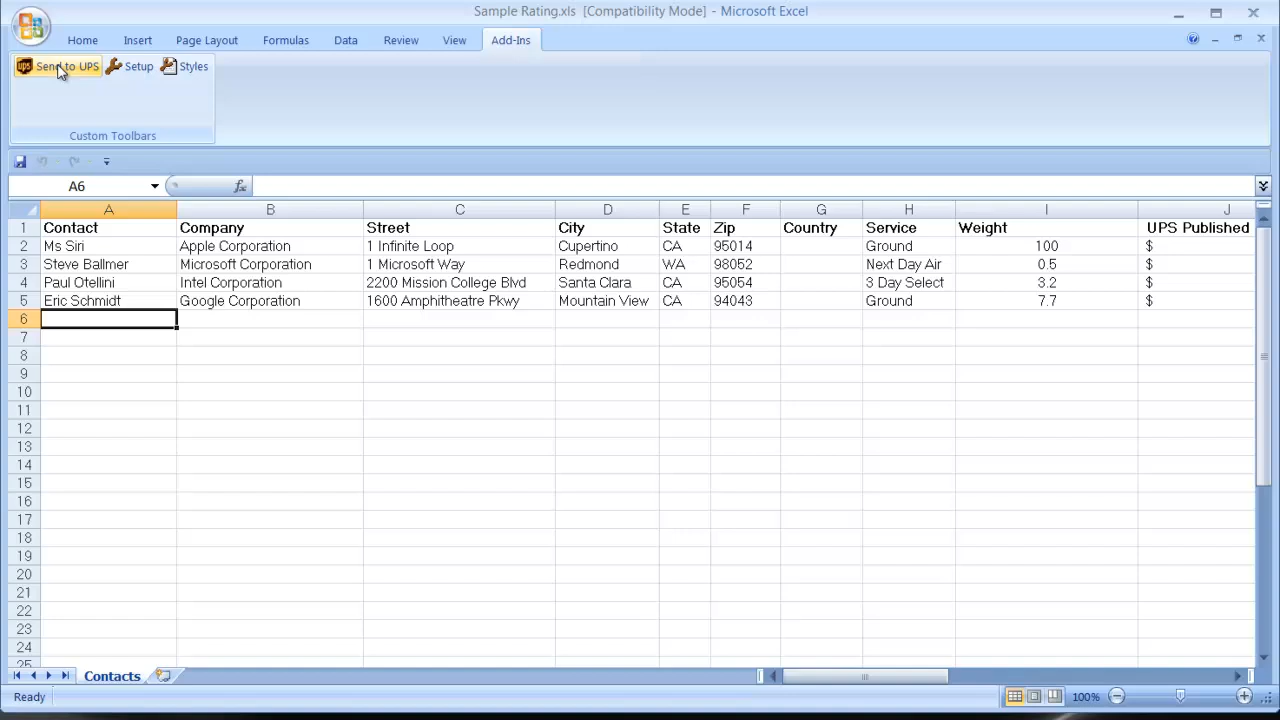 Sample Rating.xls [Compatibility Mode] - Microsoft Excel
Home Insert Page Layout Formulas Data Review View Add-Ins
ups Send to UPS Setup Styles
Custom Toolbars
A6 fx
A B C D E F G H I J
1 Contact Company Street City State Zip Country Service Weight UPS Published
2 Ms Siri Apple Corporation 1 Infinite Loop Cupertino CA 95014 Ground 100 $
3 Steve Ballmer Microsoft Corporation 1 Microsoft Way Redmond WA 98052 Next Day Air 0.5 $
4 Paul Otellini Intel Corporation 2200 Mission College Blvd Santa Clara CA 95054 3 Day Select 3.2 $
5 Eric Schmidt Google Corporation 1600 Amphitheatre Pkwy Mountain View CA 94043 Ground 7.7 $
6
7
8
9
10
11
12
13
14
15
16
17
18
19
20
21
22
23
24
25
Contacts
Ready 100%